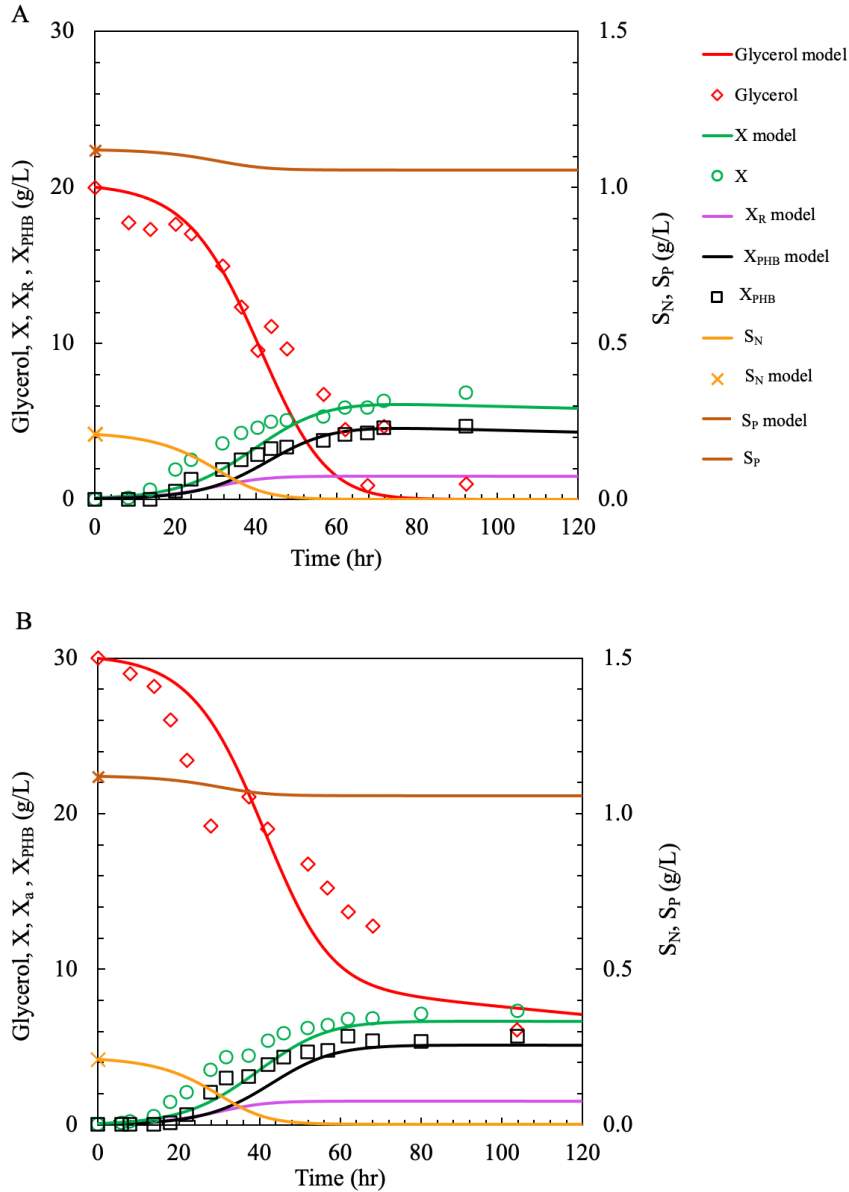 A
30
20
10
0
Glycerol, X, X_R , X_PHB (g/L)
0 20 40 60 80 100 120
Time (hr)
1.5
1.0
0.5
0.0
S_N, S_P (g/L)
Glycerol model
Glycerol
X model
X
X_R model
X_PHB model
X_PHB
S_N
S_N model
S_P model
S_P
B
30
20
10
0
Glycerol, X, X_a , X_PHB (g/L)
0 20 40 60 80 100 120
Time (hr)
1.5
1.0
0.5
0.0
S_N, S_P (g/L)